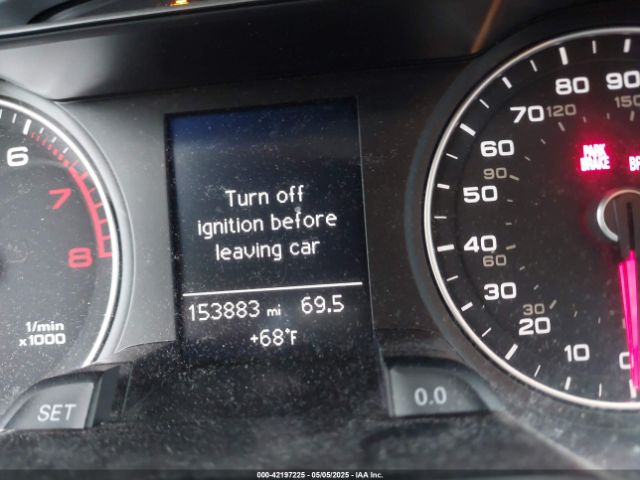 6
7
8
1/min
x1000
SET
Turn off
ignition before
leaving car
153883 mi 69.5
+68°F
90
80
150
70
120
60
90
50
40
60
30
30
20
10
0
PARK
BRAKE
0.0
000-42197225 - 05/05/2025 - IAA Inc.